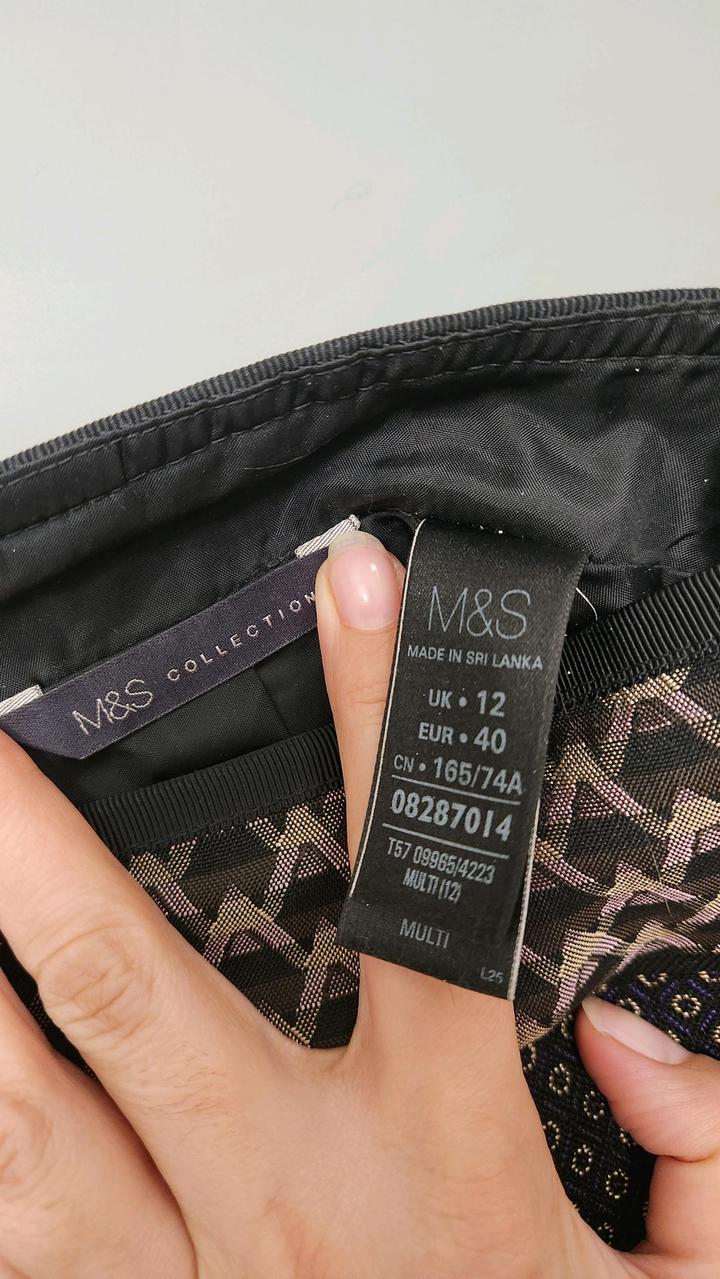 M&S COLLECTION
M&S
MADE IN SRI LANKA
UK • 12
EUR • 40
CN • 165/74A
08287014
T57 09965/4223
MULTI (12)
MULTI
L25